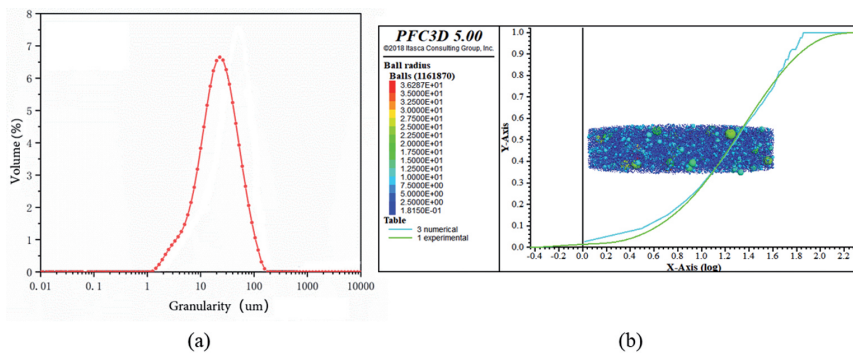 8
7
6
5
4
3
2
1
0
Volume (%)
0.01 0.1 1 10 100 1000 10000
Granularity (um)
(a)
PFC3D 5.00
©2018 Itasca Consulting Group, Inc.
Ball radius
Balls (1161870)
3.6287E+01
3.5000E+01
3.2500E+01
3.0000E+01
2.7500E+01
2.5000E+01
2.2500E+01
2.0000E+01
1.7500E+01
1.5000E+01
1.2500E+01
1.0000E+01
7.5000E+00
5.0000E+00
2.5000E+00
1.8150E-01
Table
3 numerical
1 experimental
Y-Axis
1.0
0.9
0.8
0.7
0.6
0.5
0.4
0.3
0.2
0.1
0.0
-0.4 -0.2 0.0 0.2 0.4 0.6 0.8 1.0 1.2 1.4 1.6 1.8 2.0 2.2
X-Axis (log)
(b)